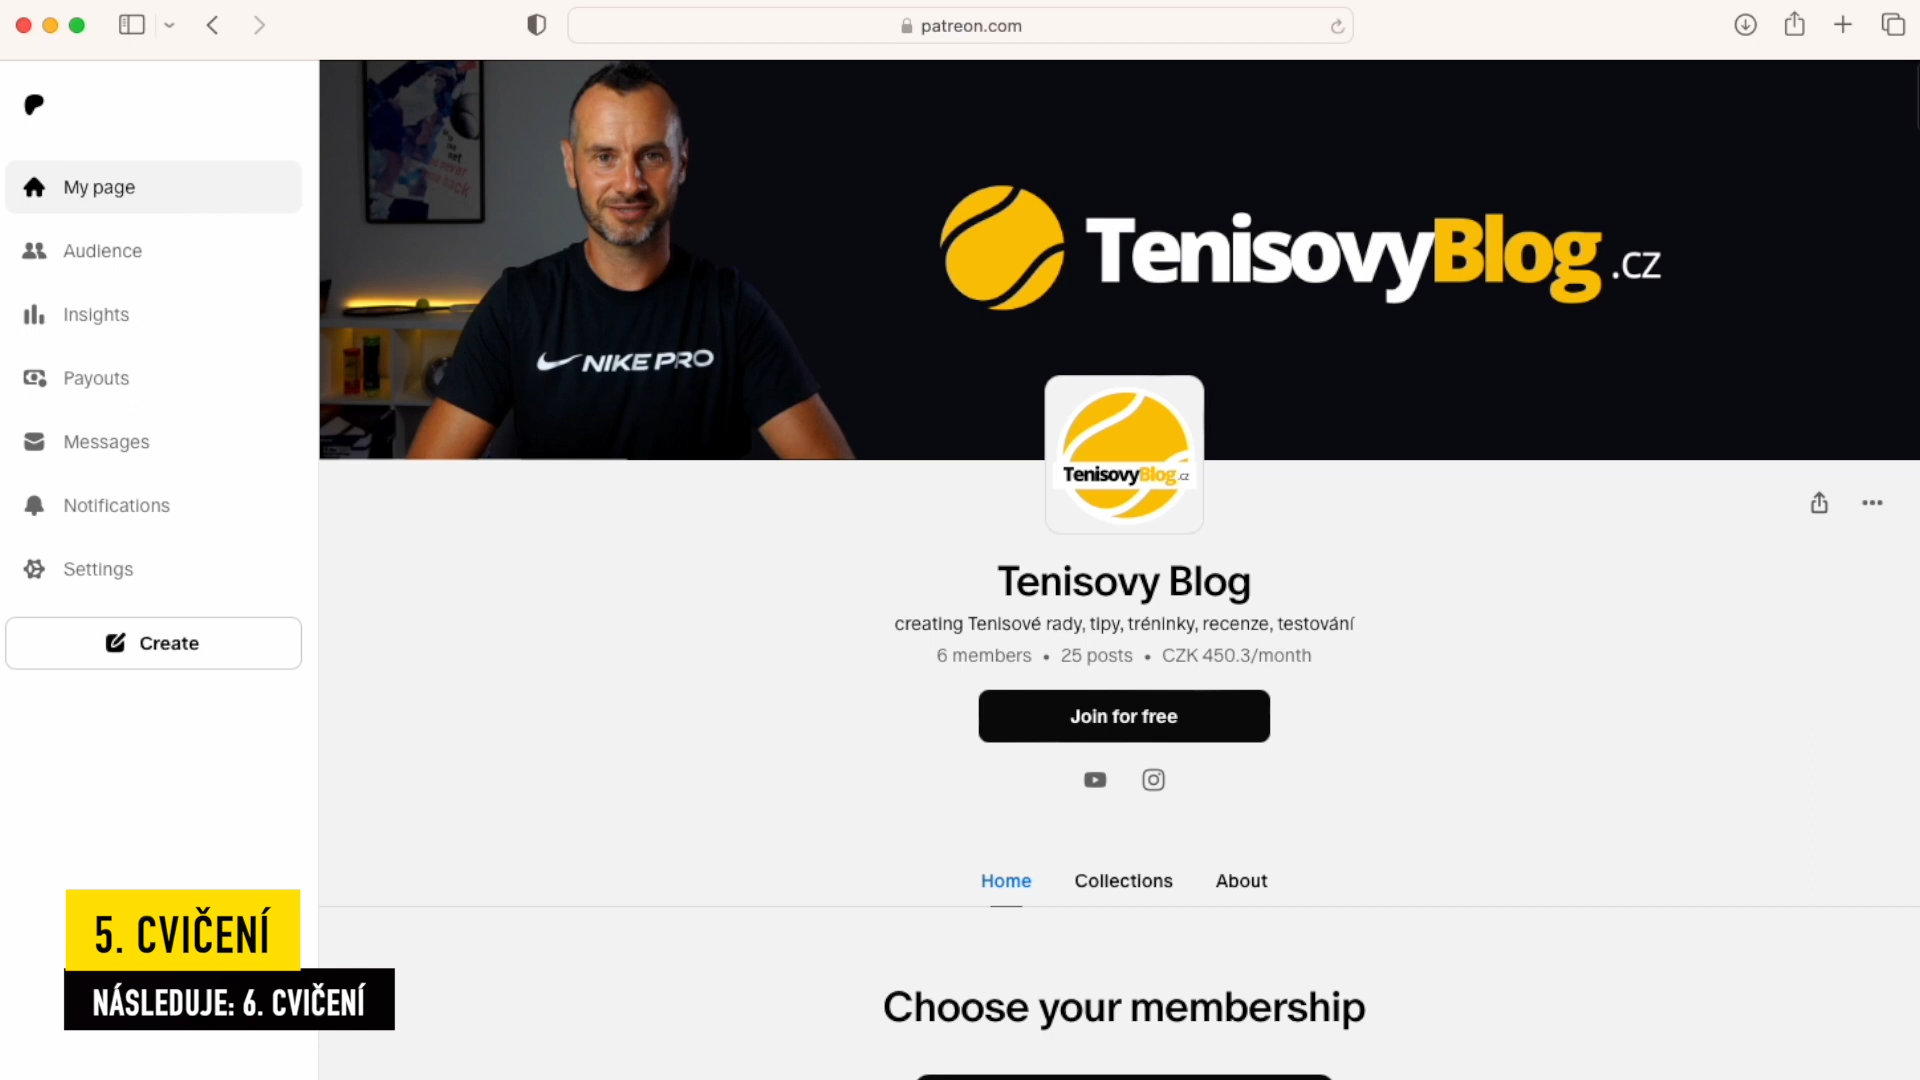 patreon.com
My page
Audience
Insights
Payouts
Messages
Notifications
Settings
Create
TenisovyBlog.cz
NIKE PRO
TenisovyBlog.cz
Tenisovy Blog
creating Tenisové rady, tipy, tréninky, recenze, testování
6 members • 25 posts • CZK 450.3/month
Join for free
Home
Collections
About
Choose your membership
5. CVIČENÍ
NÁSLEDUJE: 6. CVIČENÍ